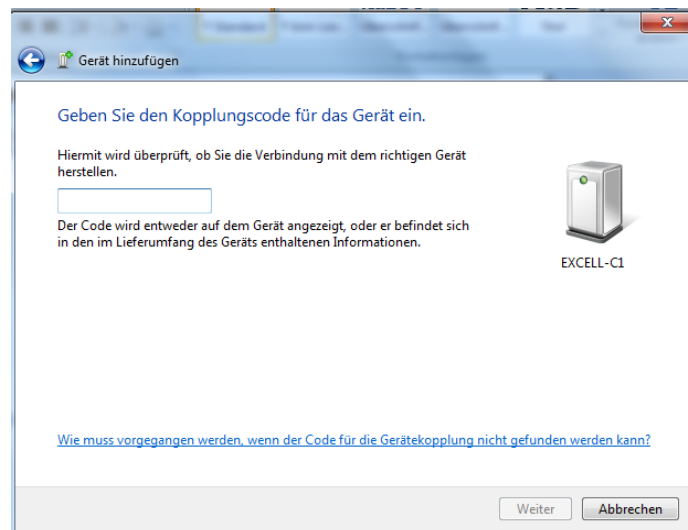 Gerät hinzufügen
Geben Sie den Kopplungscode für das Gerät ein.
Hiermit wird überprüft, ob Sie die Verbindung mit dem richtigen Gerät
herstellen.
Der Code wird entweder auf dem Gerät angezeigt, oder er befindet sich
in den im Lieferumfang des Geräts enthaltenen Informationen.
EXCELL-C1
Wie muss vorgegangen werden, wenn der Code für die Gerätekopplung nicht gefunden werden kann?
Weiter
Abbrechen